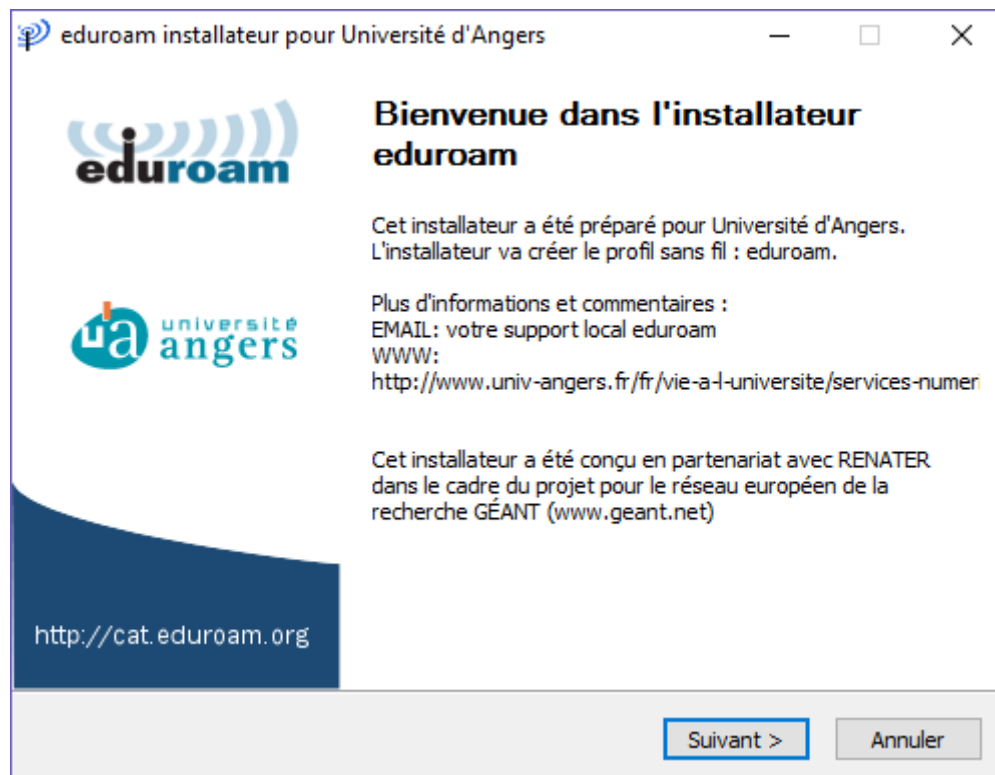 eduroam installateur pour Université d'Angers
eduroam
Bienvenue dans l'installateur
eduroam
Cet installateur a été préparé pour Université d'Angers.
L'installateur va créer le profil sans fil : eduroam.
université
angers
Plus d'informations et commentaires :
EMAIL: votre support local eduroam
WWW:
http://www.univ-angers.fr/fr/vie-a-l-universite/services-numeri
Cet installateur a été conçu en partenariat avec RENATER
dans le cadre du projet pour le réseau européen de la
recherche GÉANT (www.geant.net)
http://cat.eduroam.org
Suivant >
Annuler